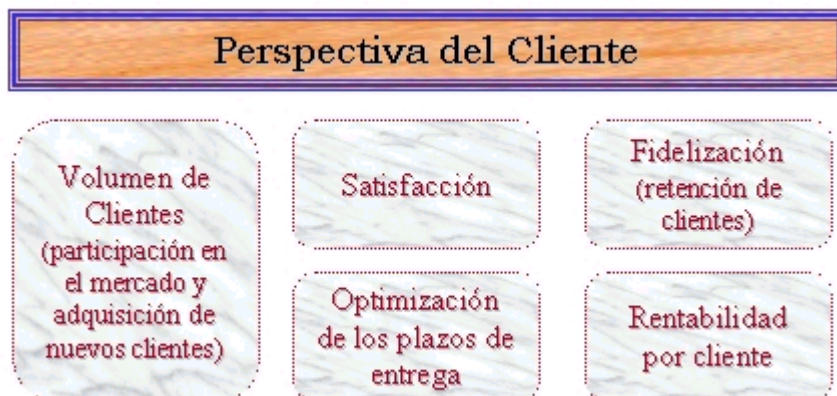 Perspectiva del Cliente
Volumen de
Clientes
(participación en
el mercado y
adquisición de
nuevos clientes)
Satisfacción
Fidelización
(retención de
clientes)
Optimización
de los plazos de
entrega
Rentabilidad
por cliente